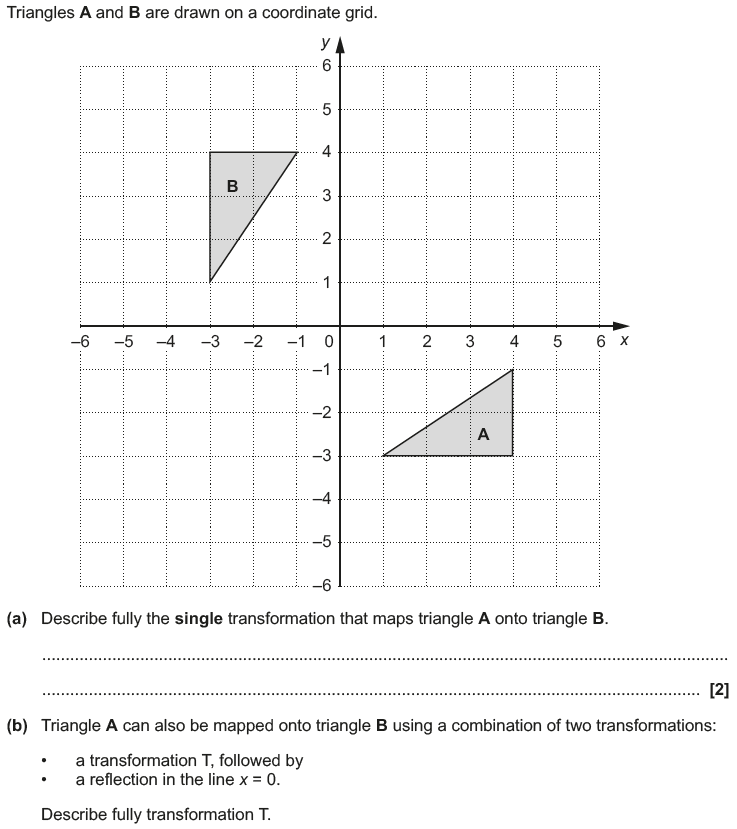 Triangles A and B are drawn on a coordinate grid.
y
6
5
4
B
3
2
1
–6 –5 –4 –3 –2 –1 0 1 2 3 4 5 6 x
–1
–2
A
–3
–4
–5
–6
(a) Describe fully the single transformation that maps triangle A onto triangle B.
[2]
(b) Triangle A can also be mapped onto triangle B using a combination of two transformations:
• a transformation T, followed by
• a reflection in the line x = 0.
Describe fully transformation T.